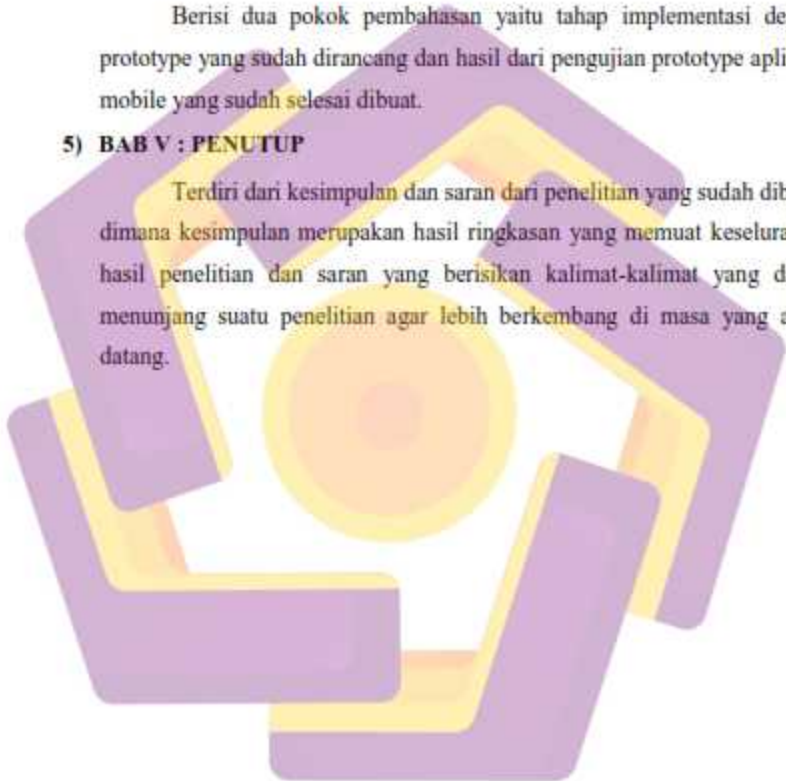 Berisi dua pokok pembahasan yaitu tahap implementasi
prototype yang sudah dirancang dan hasil dari pengujian prototype
mobile yang sudah selesai dibuat.
5) BAB V : PENUTUP
Terdiri dari kesimpulan dan saran dari penelitian yang sudah
dimana kesimpulan merupakan hasil ringkasan yang memuat
hasil penelitian dan saran yang berisikan kalimat-kalimat yang
menunjang suatu penelitian agar lebih berkembang di masa yang
datang.